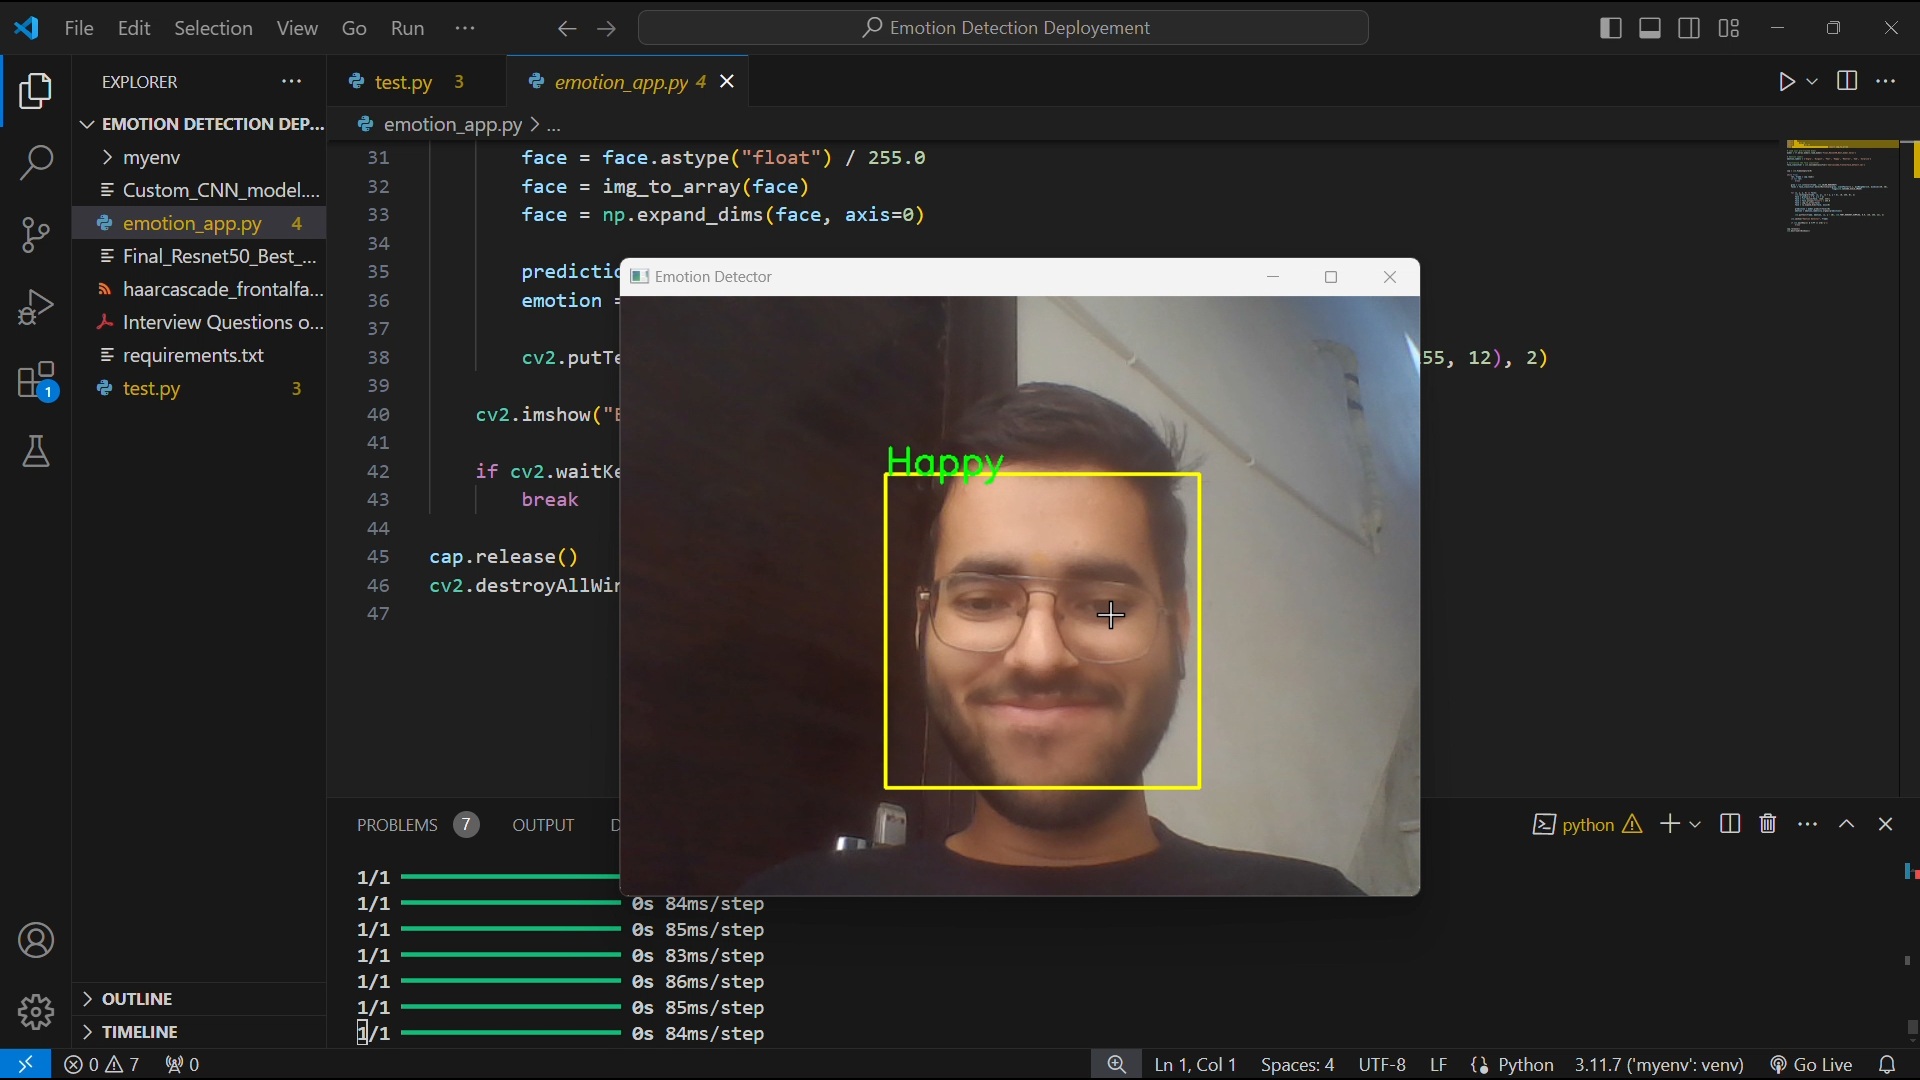 File Edit Selection View Go Run ...
Emotion Detection Deployement
EXPLORER ...
EMOTION DETECTION DEP...
myenv
Custom_CNN_model....
emotion_app.py 4
Final_Resnet50_Best_...
haarcascade_frontalfa...
Interview Questions o...
requirements.txt
test.py 3
OUTLINE
TIMELINE
test.py 3 emotion_app.py 4
emotion_app.py > ...
31 face = face.astype("float") / 255.0
32 face = img_to_array(face)
33 face = np.expand_dims(face, axis=0)
34
35 predictio
36 emotion =
37
38 cv2.putTe 55, 12), 2)
39
40 cv2.imshow("E
41
42 if cv2.waitKe
43 break
44
45 cap.release()
46 cv2.destroyAllWin
47
Emotion Detector
Happy
PROBLEMS 7 OUTPUT D
python
1/1
1/1 0s 84ms/step
1/1 0s 85ms/step
1/1 0s 83ms/step
1/1 0s 86ms/step
1/1 0s 85ms/step
1/1 0s 84ms/step
1
0 7 0
Ln 1, Col 1 Spaces: 4 UTF-8 LF {} Python 3.11.7 ('myenv': venv) Go Live